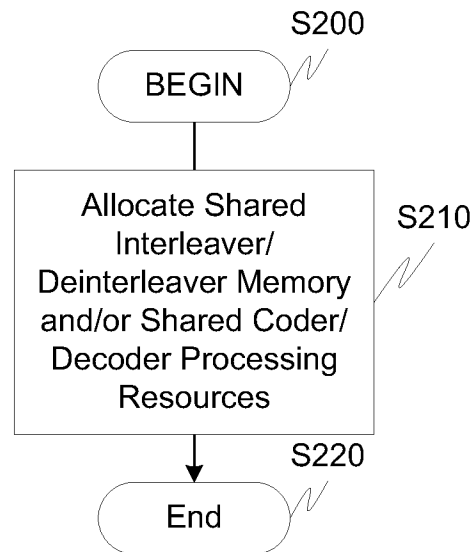 S200
BEGIN
S210
Allocate Shared
Interleaver/
Deinterleaver Memory
and/or Shared Coder/
Decoder Processing
Resources
S220
End